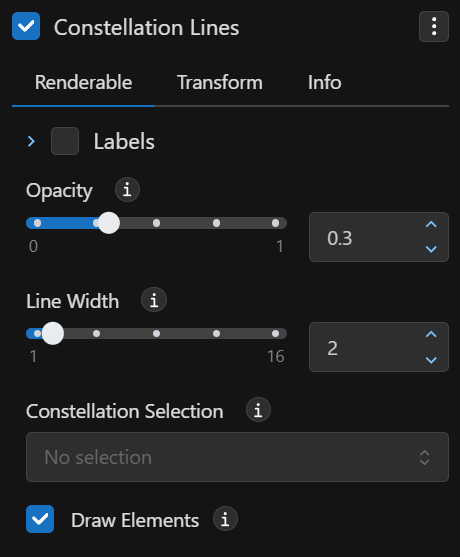 Constellation Lines
Renderable Transform Info
Labels
Opacity i
0 1
0.3
Line Width i
1 16
2
Constellation Selection i
No selection
Draw Elements i